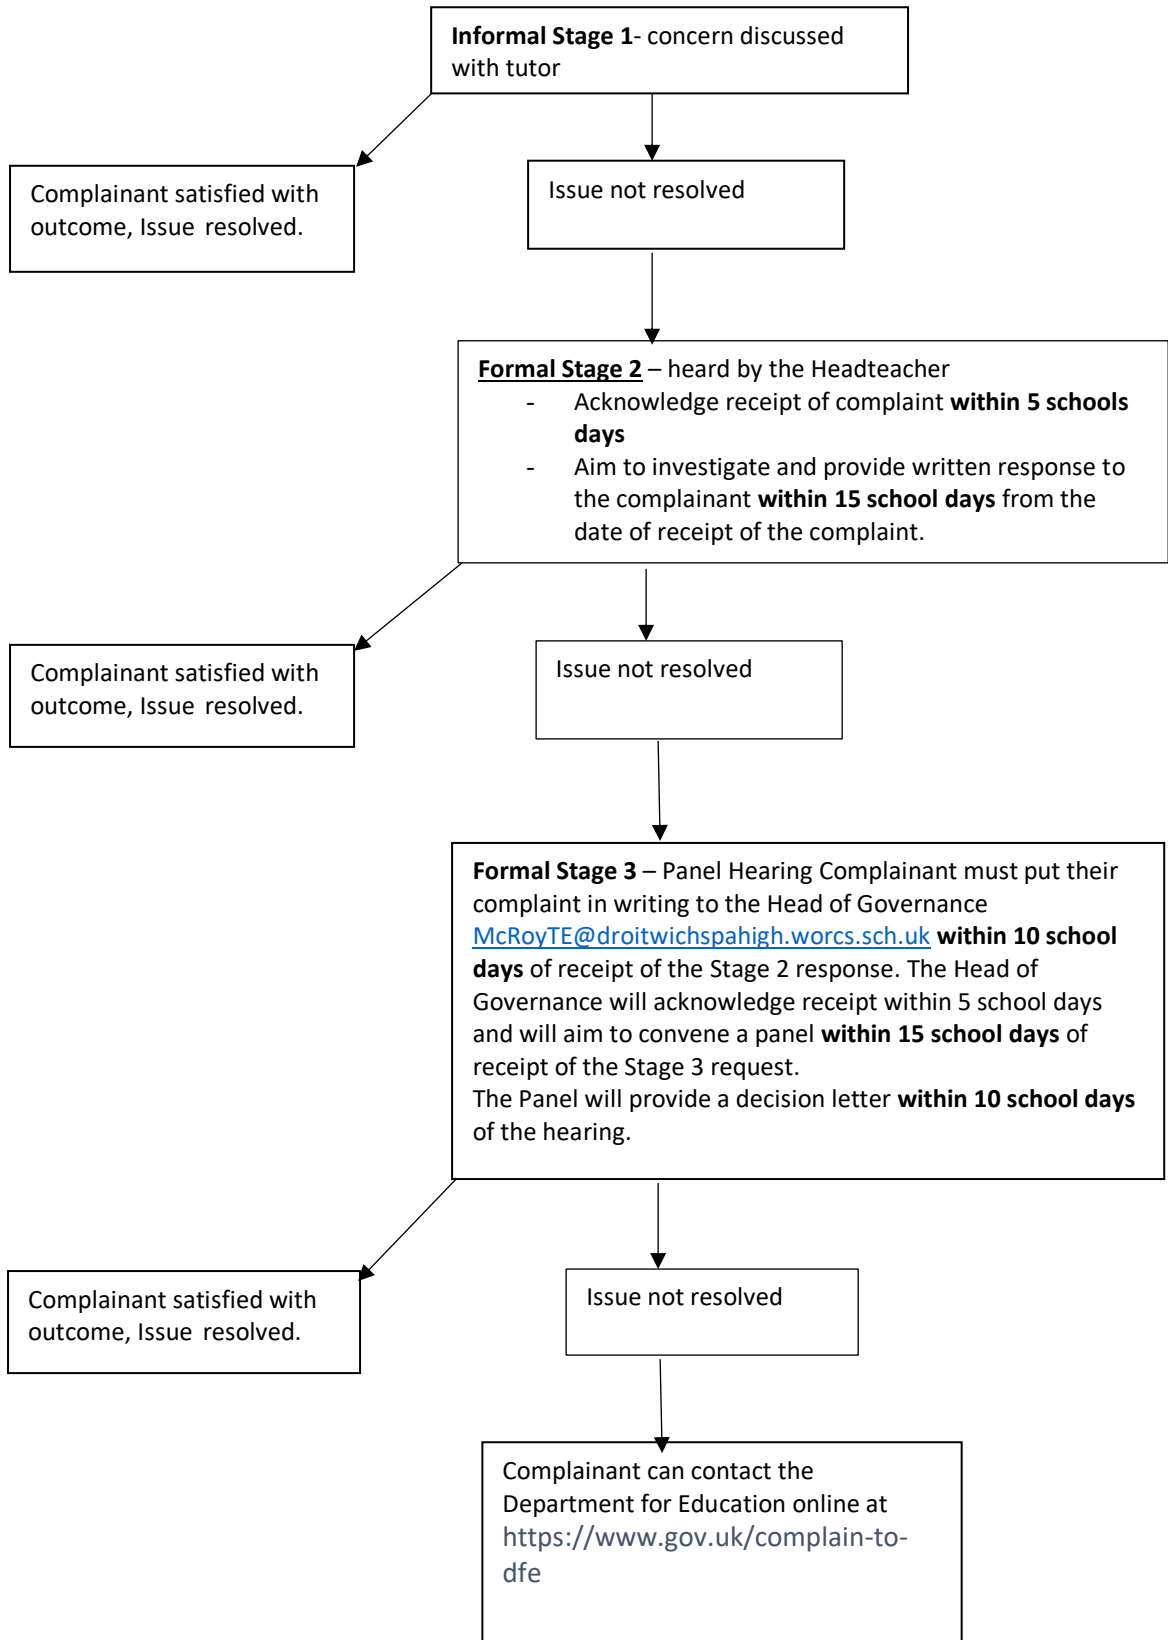 Informal Stage 1- concern discussed
with tutor
Complainant satisfied with
outcome, Issue resolved.
Issue not resolved
Formal Stage 2 – heard by the Headteacher
- Acknowledge receipt of complaint within 5 schools
days
- Aim to investigate and provide written response to
the complainant within 15 school days from the
date of receipt of the complaint.
Complainant satisfied with
outcome, Issue resolved.
Issue not resolved
Formal Stage 3 – Panel Hearing Complainant must put their
complaint in writing to the Head of Governance
McRoyTE@droitwichspahigh.worcs.sch.uk within 10 school
days of receipt of the Stage 2 response. The Head of
Governance will acknowledge receipt within 5 school days
and will aim to convene a panel within 15 school days of
receipt of the Stage 3 request.
The Panel will provide a decision letter within 10 school days
of the hearing.
Complainant satisfied with
outcome, Issue resolved.
Issue not resolved
Complainant can contact the
Department for Education online at
https://www.gov.uk/complain-to-
dfe